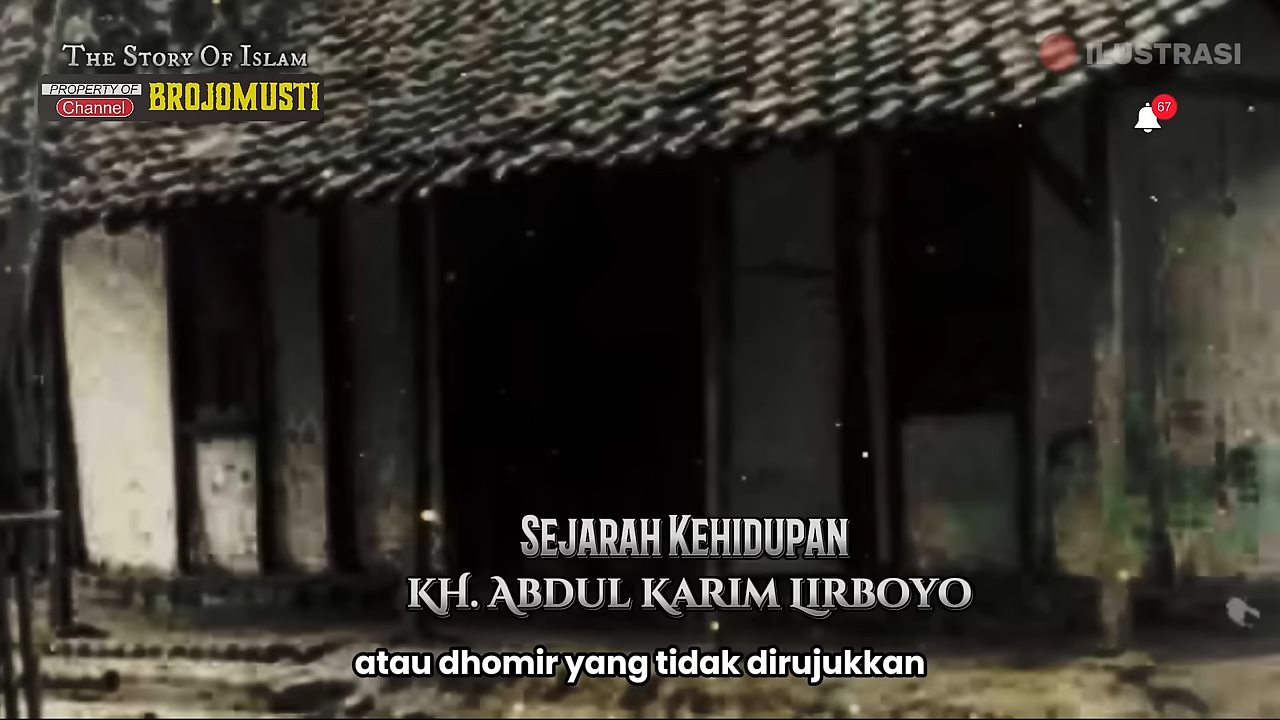 The Story Of Islam
PROPERTY OF
Channel
BROJOMUSTI
ILUSTRASI
67
Sejarah Kehidupan
KH. Abdul Karim Lirboyo
atau dhomir yang tidak dirujukkan